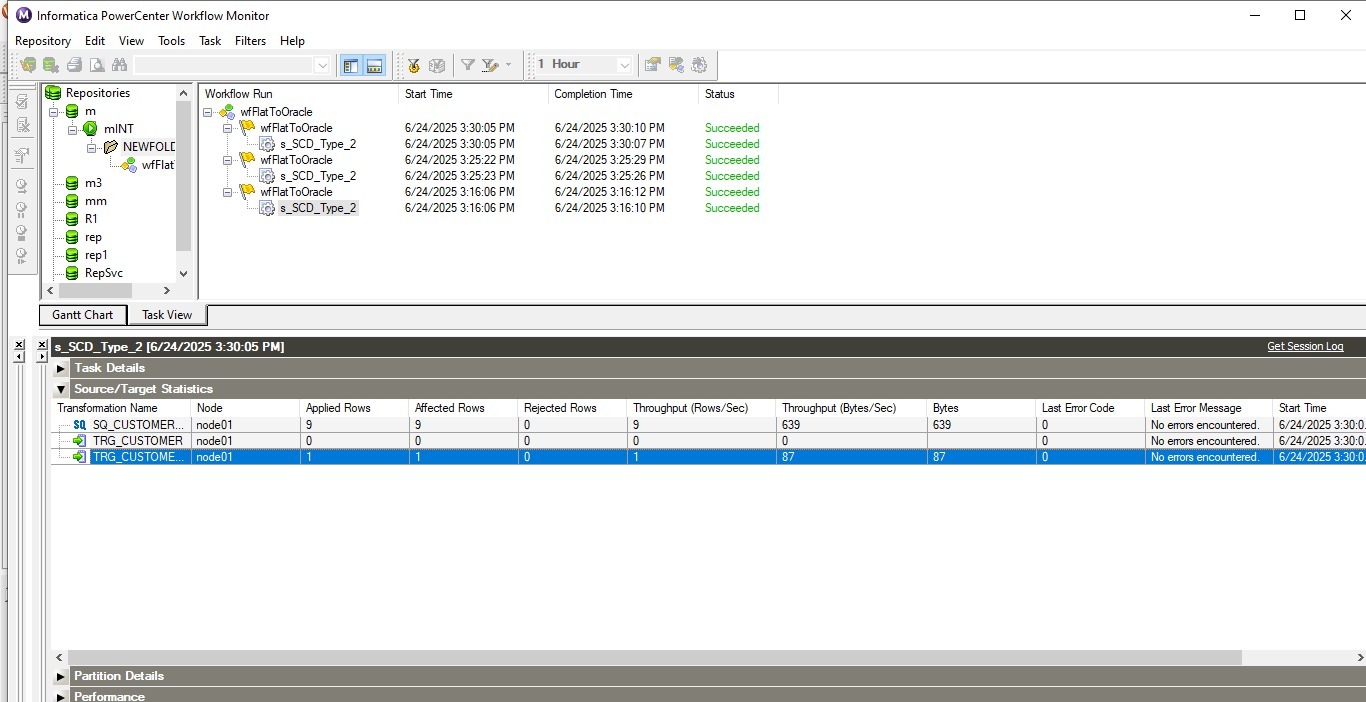 Informatica PowerCenter Workflow Monitor
Repository Edit View Tools Task Filters Help
1 Hour
Repositories
m
mINT
NEWFOLD
wfFlat
m3
mm
R1
rep
rep1
RepSvc
Workflow Run Start Time Completion Time Status
wfFlatToOracle
wfFlatToOracle 6/24/2025 3:30:05 PM 6/24/2025 3:30:10 PM Succeeded
s_SCD_Type_2 6/24/2025 3:30:05 PM 6/24/2025 3:30:07 PM Succeeded
wfFlatToOracle 6/24/2025 3:25:22 PM 6/24/2025 3:25:29 PM Succeeded
s_SCD_Type_2 6/24/2025 3:25:23 PM 6/24/2025 3:25:26 PM Succeeded
wfFlatToOracle 6/24/2025 3:16:06 PM 6/24/2025 3:16:12 PM Succeeded
s_SCD_Type_2 6/24/2025 3:16:06 PM 6/24/2025 3:16:10 PM Succeeded
Gantt Chart Task View
s_SCD_Type_2 [6/24/2025 3:30:05 PM] Get Session Log
Task Details
Source/Target Statistics
Transformation Name Node Applied Rows Affected Rows Rejected Rows Throughput (Rows/Sec) Throughput (Bytes/Sec) Bytes Last Error Code Last Error Message Start Time
SQ SQ_CUSTOMER... node01 9 9 0 9 639 639 0 No errors encountered. 6/24/2025 3:30:0
TRG_CUSTOMER node01 0 0 0 0 0 0 No errors encountered. 6/24/2025 3:30:0
TRG_CUSTOME... node01 1 1 0 1 87 87 0 No errors encountered. 6/24/2025 3:30:0
Partition Details
Performance